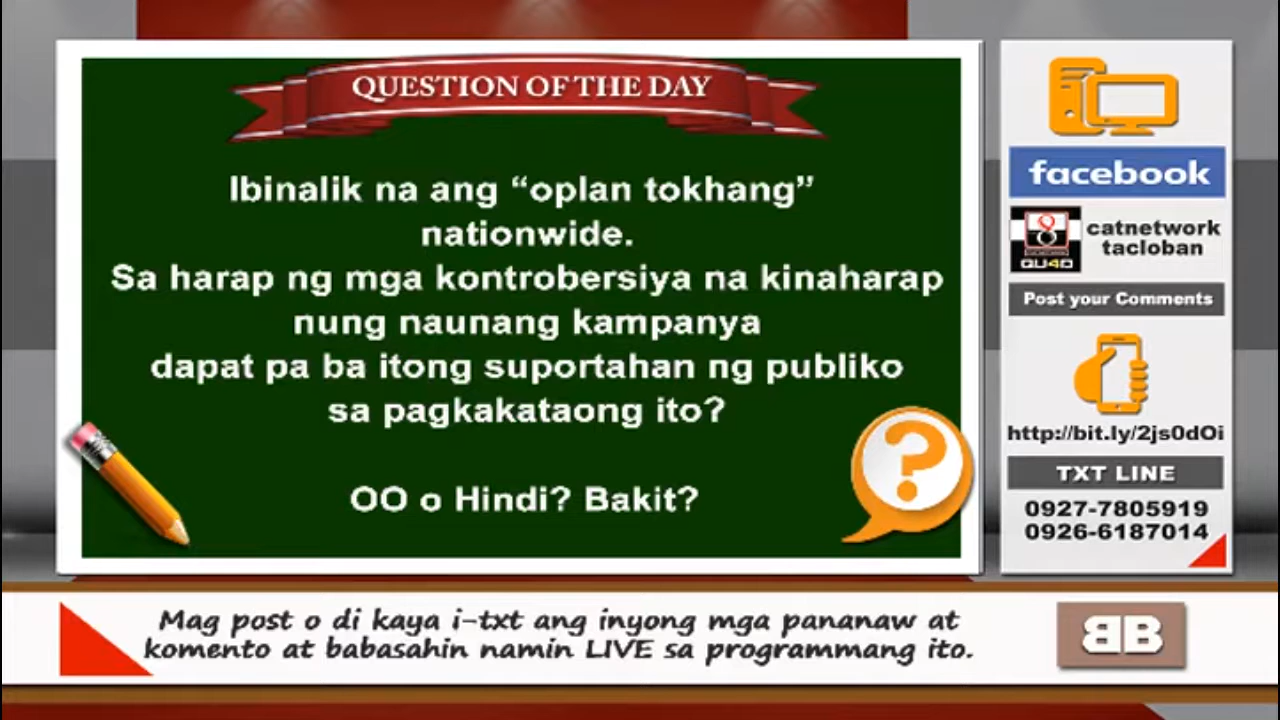 QUESTION OF THE DAY
Ibinalik na ang “oplan tokhang”
nationwide.
Sa harap ng mga kontrobersiya na kinaharap
nung naunang kampanya
dapat pa ba itong suportahan ng publiko
sa pagkakataong ito?
OO o Hindi? Bakit?
?
facebook
8
QU4D
catnetwork
tacloban
Post your Comments
http://bit.ly/2js0dOi
TXT LINE
0927-7805919
0926-6187014
Mag post o di kaya i-txt ang inyong mga pananaw at
komento at babasahin namin LIVE sa programmang ito.
BB